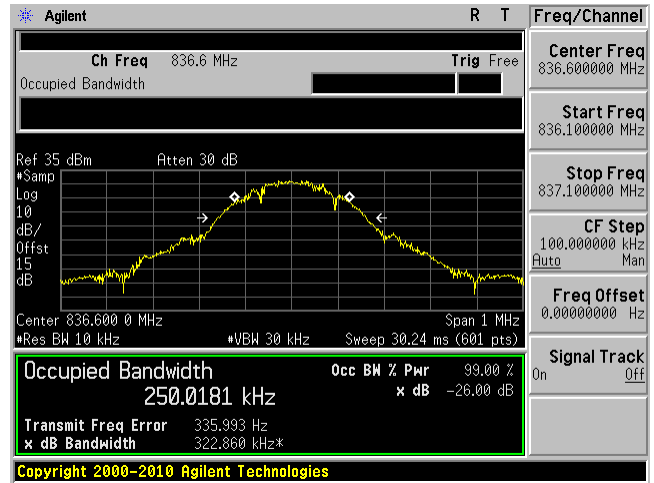 Agilent R T
Freq/Channel
Ch Freq 836.6 MHz Trig Free
Occupied Bandwidth
Center Freq
836.600000 MHz
Start Freq
836.100000 MHz
Stop Freq
837.100000 MHz
CF Step
100.000000 kHz
Auto Man
Freq Offset
0.00000000 Hz
Signal Track
On Off
Ref 35 dBm Atten 30 dB
#Samp
Log
10
dB/
Offst
15
dB
Center 836.600 0 MHz Span 1 MHz
#Res BW 10 kHz #VBW 30 kHz Sweep 30.24 ms (601 pts)
Occupied Bandwidth Occ BW % Pwr 99.00 %
250.0181 kHz x dB -26.00 dB
Transmit Freq Error 335.993 Hz
x dB Bandwidth 322.860 kHz*
Copyright 2000-2010 Agilent Technologies